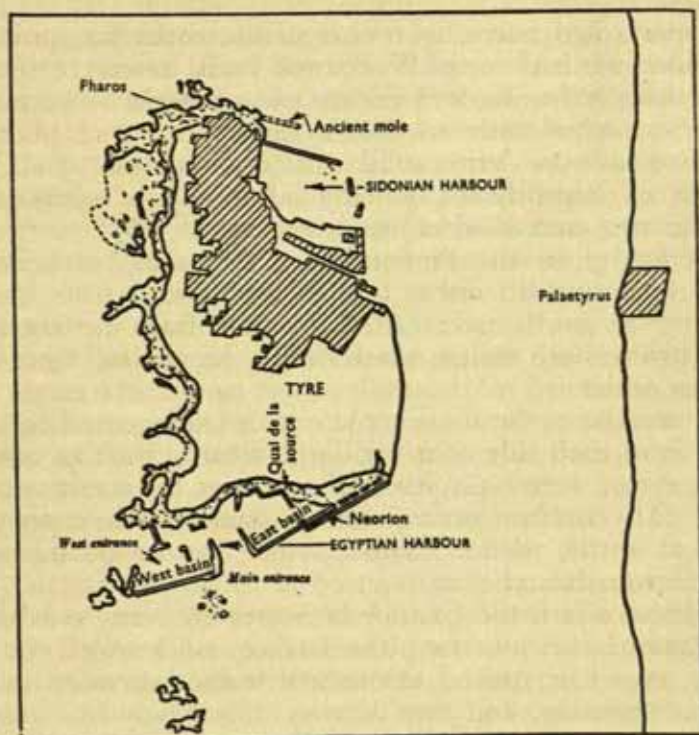 Pharos
Ancient mole
SIDONIAN HARBOUR
Palaetyrus
TYRE
Quai de la
source
East basin
Neorion
West entrance
EGYPTIAN HARBOUR
West basin
Main entrance